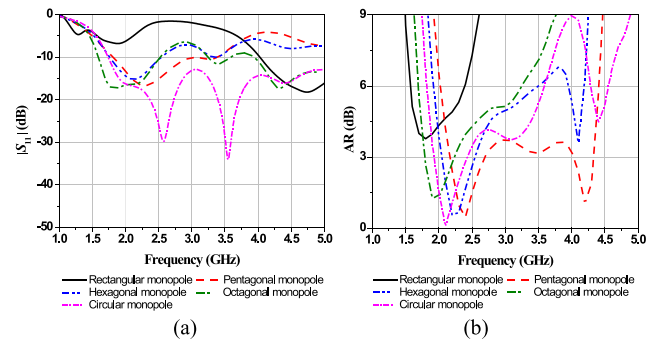 0
-10
-20
-30
-40
-50
|S11| (dB)
1.0 1.5 2.0 2.5 3.0 3.5 4.0 4.5 5.0
Frequency (GHz)
Rectangular monopole
Pentagonal monopole
Hexagonal monopole
Octagonal monopole
Circular monopole
(a)
9
6
3
0
AR (dB)
1.0 1.5 2.0 2.5 3.0 3.5 4.0 4.5 5.0
Frequency (GHz)
Rectangular monopole
Pentagonal monopole
Hexagonal monopole
Octagonal monopole
Circular monopole
(b)